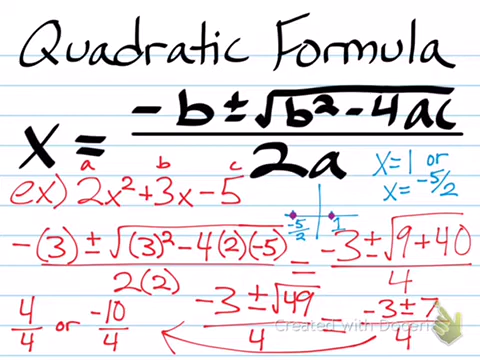 Quadratic Formula
x = (-b ± √(b² - 4ac)) / 2a
a b c
ex) 2x² + 3x - 5
x = 1 or
x = -5/2
-5/2 1
(-(3) ± √((3)² - 4(2)(-5))) / 2(2) = (-3 ± √(9 + 40)) / 4
4/4 or -10/4 (-3 ± √49) / 4 = (-3 ± 7) / 4
Created with Doceri